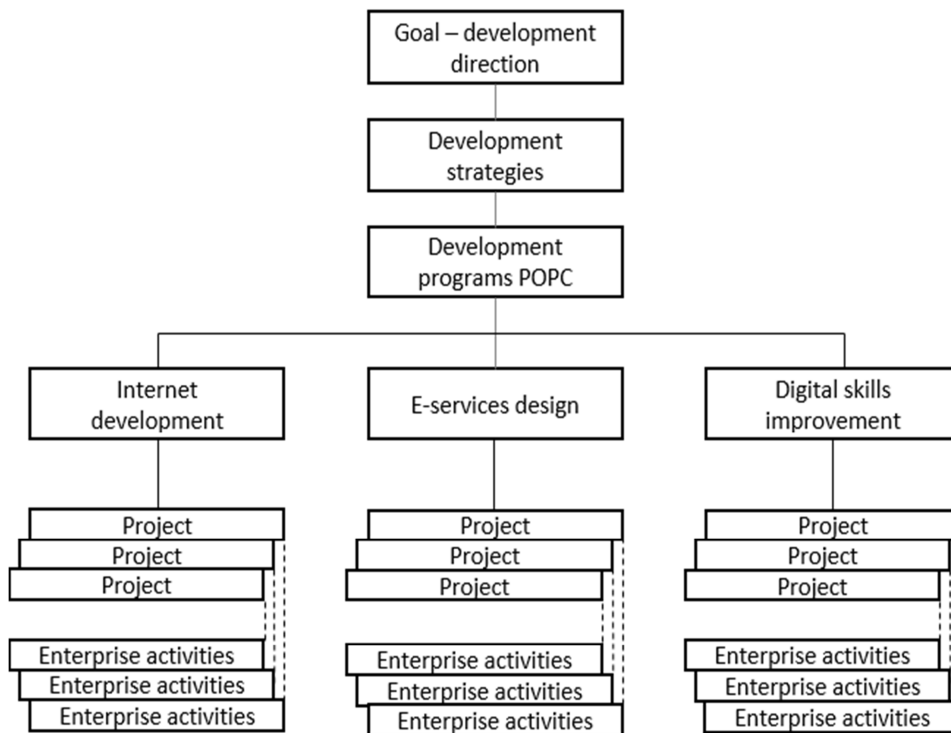 Goal – development
direction
Development
strategies
Development
programs POPC
Internet
development
E-services design
Digital skills
improvement
Project
Project
Project
Project
Project
Project
Project
Project
Project
Enterprise activities
Enterprise activities
Enterprise activities
Enterprise activities
Enterprise activities
Enterprise activities
Enterprise activities
Enterprise activities
Enterprise activities